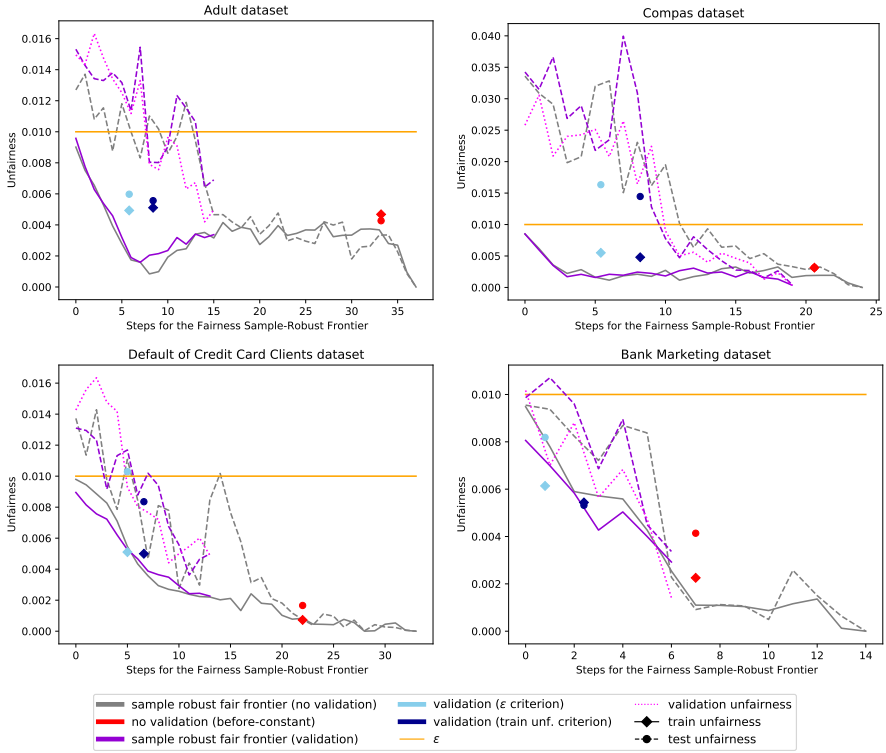 Adult dataset
Unfairness
0.016
0.014
0.012
0.010
0.008
0.006
0.004
0.002
0.000
0 5 10 15 20 25 30 35
Steps for the Fairness Sample-Robust Frontier
Compas dataset
0.040
0.035
0.030
0.025
0.020
0.015
0.010
0.005
0.000
0 5 10 15 20 25
Steps for the Fairness Sample-Robust Frontier
Default of Credit Card Clients dataset
Unfairness
0.016
0.014
0.012
0.010
0.008
0.006
0.004
0.002
0.000
0 5 10 15 20 25 30
Steps for the Fairness Sample-Robust Frontier
Bank Marketing dataset
0.010
0.008
0.006
0.004
0.002
0.000
0 2 4 6 8 10 12 14
Steps for the Fairness Sample-Robust Frontier
sample robust fair frontier (no validation)
no validation (before-constant)
sample robust fair frontier (validation)
validation (ε criterion)
validation (train unf. criterion)
ε
validation unfairness
train unfairness
test unfairness